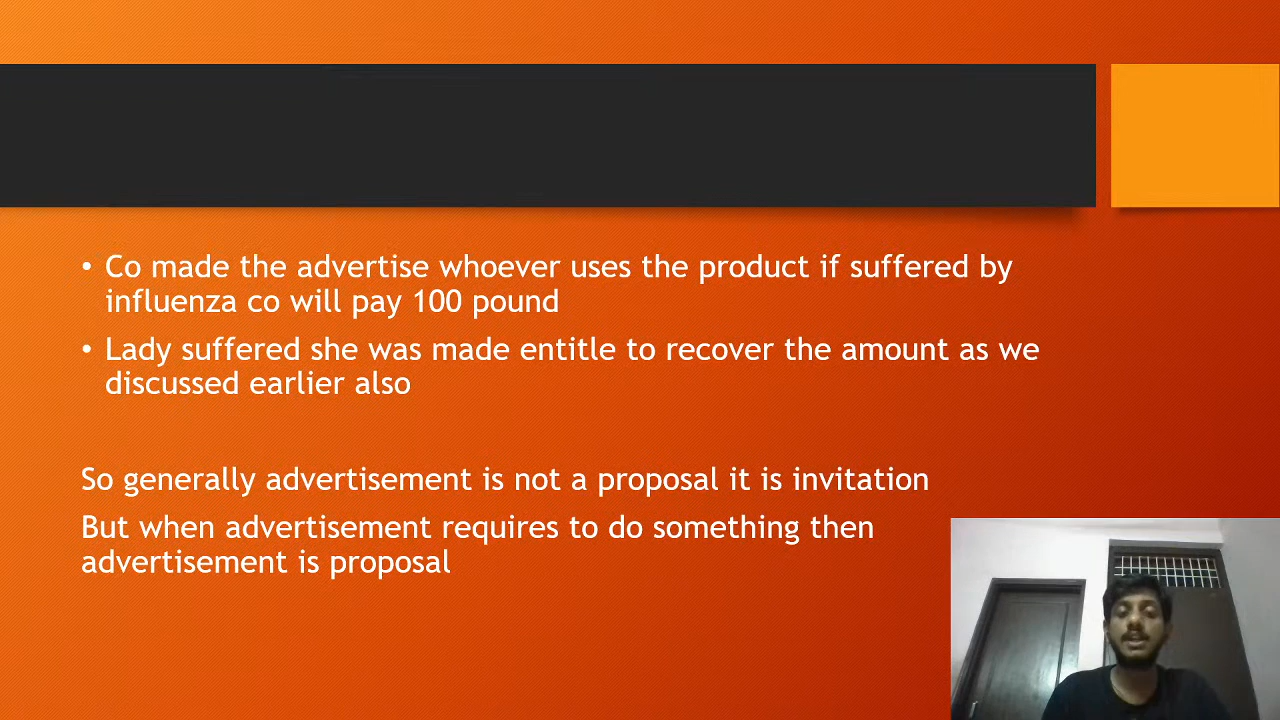 • Co made the advertise whoever uses the product if suffered by
influenza co will pay 100 pound
• Lady suffered she was made entitle to recover the amount as we
discussed earlier also
So generally advertisement is not a proposal it is invitation
But when advertisement requires to do something then
advertisement is proposal